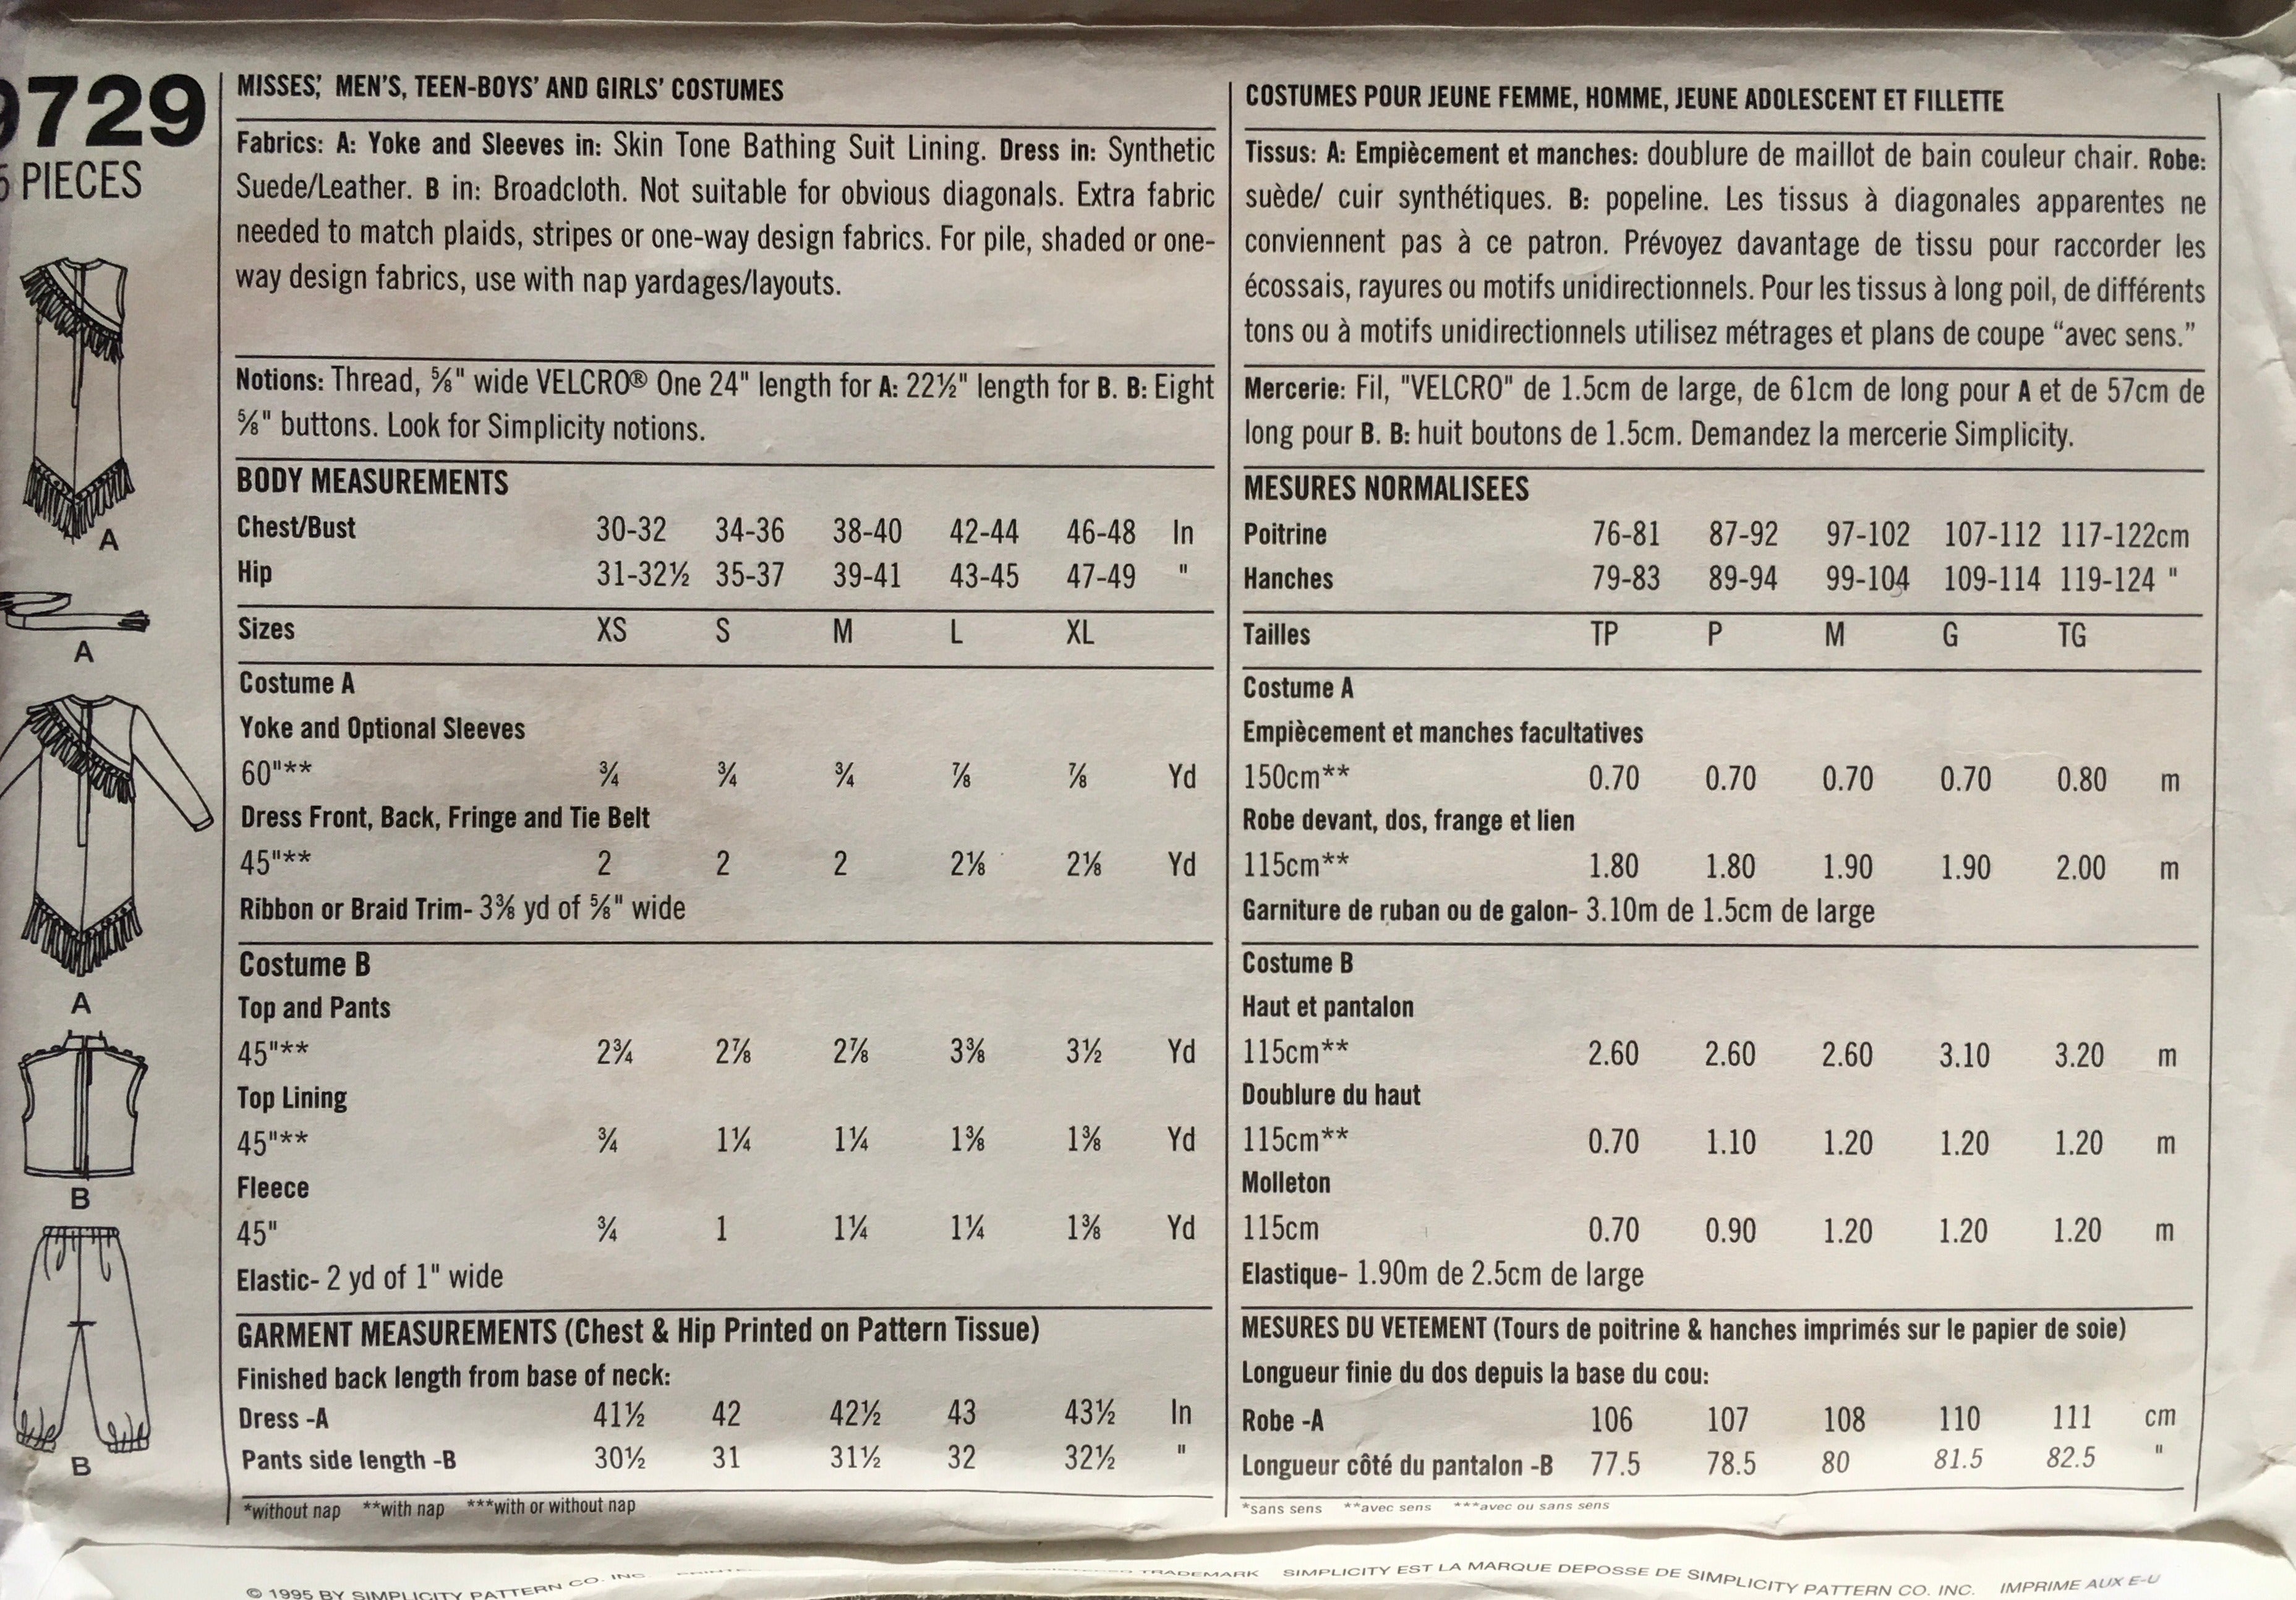 9729
PIECES
A
A
A
B
B
MISSES', MEN'S, TEEN-BOYS' AND GIRLS' COSTUMES
Fabrics: A: Yoke and Sleeves in: Skin Tone Bathing Suit Lining. Dress in: Synthetic
Suede/Leather. B in: Broadcloth. Not suitable for obvious diagonals. Extra fabric
needed to match plaids, stripes or one-way design fabrics. For pile, shaded or one-
way design fabrics, use with nap yardages/layouts.
Notions: Thread, ⅝" wide VELCRO® One 24" length for A: 22½" length for B. B: Eight
⅝" buttons. Look for Simplicity notions.
BODY MEASUREMENTS
Chest/Bust 30-32 34-36 38-40 42-44 46-48 In
Hip 31-32½ 35-37 39-41 43-45 47-49 "
Sizes XS S M L XL
Costume A
Yoke and Optional Sleeves
60"** ¾ ¾ ¾ ⅞ ⅞ Yd
Dress Front, Back, Fringe and Tie Belt
45"** 2 2 2 2⅛ 2⅛ Yd
Ribbon or Braid Trim- 3⅜ yd of ⅝" wide
Costume B
Top and Pants
45"** 2¾ 2⅞ 2⅞ 3⅜ 3½ Yd
Top Lining
45"** ¾ 1¼ 1¼ 1⅜ 1⅜ Yd
Fleece
45" ¾ 1 1¼ 1¼ 1⅜ Yd
Elastic- 2 yd of 1" wide
GARMENT MEASUREMENTS (Chest & Hip Printed on Pattern Tissue)
Finished back length from base of neck:
Dress -A 41½ 42 42½ 43 43½ In
Pants side length -B 30½ 31 31½ 32 32½ "
*without nap **with nap ***with or without nap
COSTUMES POUR JEUNE FEMME, HOMME, JEUNE ADOLESCENT ET FILLETTE
Tissus: A: Empiècement et manches: doublure de maillot de bain couleur chair. Robe:
suède/ cuir synthétiques. B: popeline. Les tissus à diagonales apparentes ne
conviennent pas à ce patron. Prévoyez davantage de tissu pour raccorder les
écossais, rayures ou motifs unidirectionnels. Pour les tissus à long poil, de différents
tons ou à motifs unidirectionnels utilisez métrages et plans de coupe “avec sens.”
Mercerie: Fil, "VELCRO" de 1.5cm de large, de 61cm de long pour A et de 57cm de
long pour B. B: huit boutons de 1.5cm. Demandez la mercerie Simplicity.
MESURES NORMALISEES
Poitrine 76-81 87-92 97-102 107-112 117-122cm
Hanches 79-83 89-94 99-104 109-114 119-124 "
Tailles TP P M G TG
Costume A
Empiècement et manches facultatives
150cm** 0.70 0.70 0.70 0.70 0.80 m
Robe devant, dos, frange et lien
115cm** 1.80 1.80 1.90 1.90 2.00 m
Garniture de ruban ou de galon- 3.10m de 1.5cm de large
Costume B
Haut et pantalon
115cm** 2.60 2.60 2.60 3.10 3.20 m
Doublure du haut
115cm** 0.70 1.10 1.20 1.20 1.20 m
Molleton
115cm 0.70 0.90 1.20 1.20 1.20 m
Elastique- 1.90m de 2.5cm de large
MESURES DU VETEMENT (Tours de poitrine & hanches imprimés sur le papier de soie)
Longueur finie du dos depuis la base du cou:
Robe -A 106 107 108 110 111 cm
Longueur côté du pantalon -B 77.5 78.5 80 81.5 82.5 "
*sans sens **avec sens ***avec ou sans sens
© 1995 BY SIMPLICITY PATTERN CO. INC. TRADEMARK SIMPLICITY EST LA MARQUE DEPOSSE DE SIMPLICITY PATTERN CO. INC. IMPRIME AUX E-U